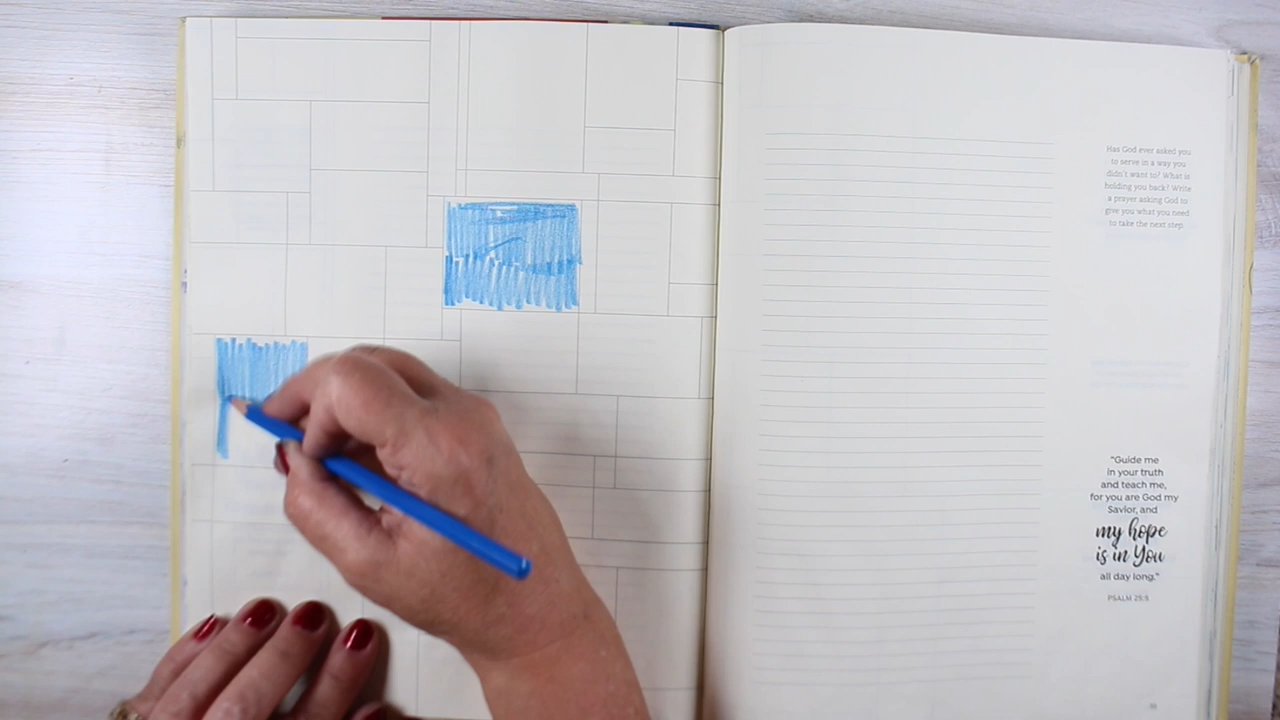 Has God ever asked you
to serve in a way you
didn't want to? What is
holding you back? Write
a prayer asking God to
give you what you need
to take the next step.
"Guide me
in your truth
and teach me,
for you are God my
Savior, and
my hope
is in You
all day long."
PSALM 25:5